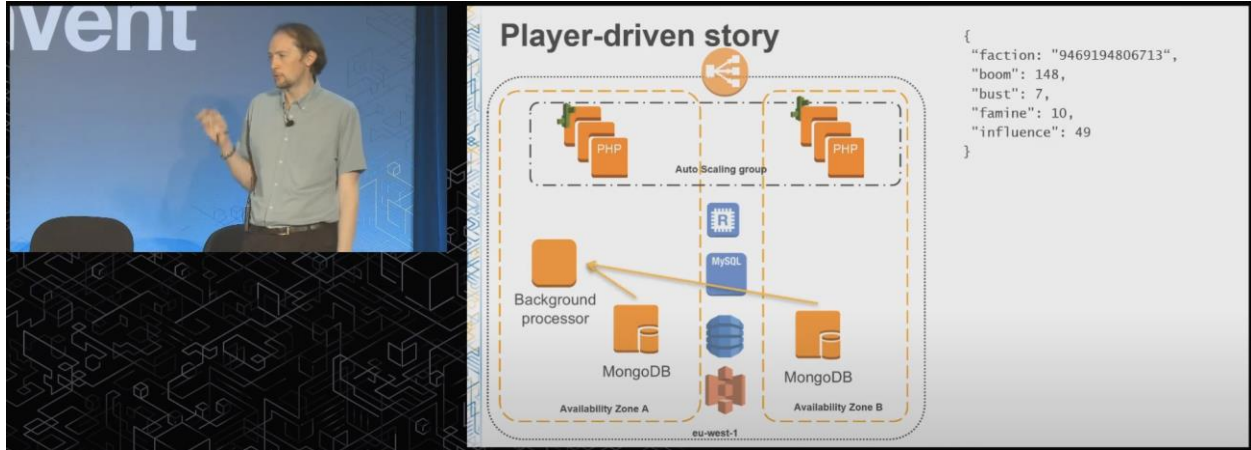 vent
Player-driven story
PHP
PHP
Auto Scaling group
R
MySQL
Background
processor
MongoDB
MongoDB
Availability Zone A
Availability Zone B
eu-west-1
{
"faction: "9469194806713",
"boom": 148,
"bust": 7,
"famine": 10,
"influence": 49
}